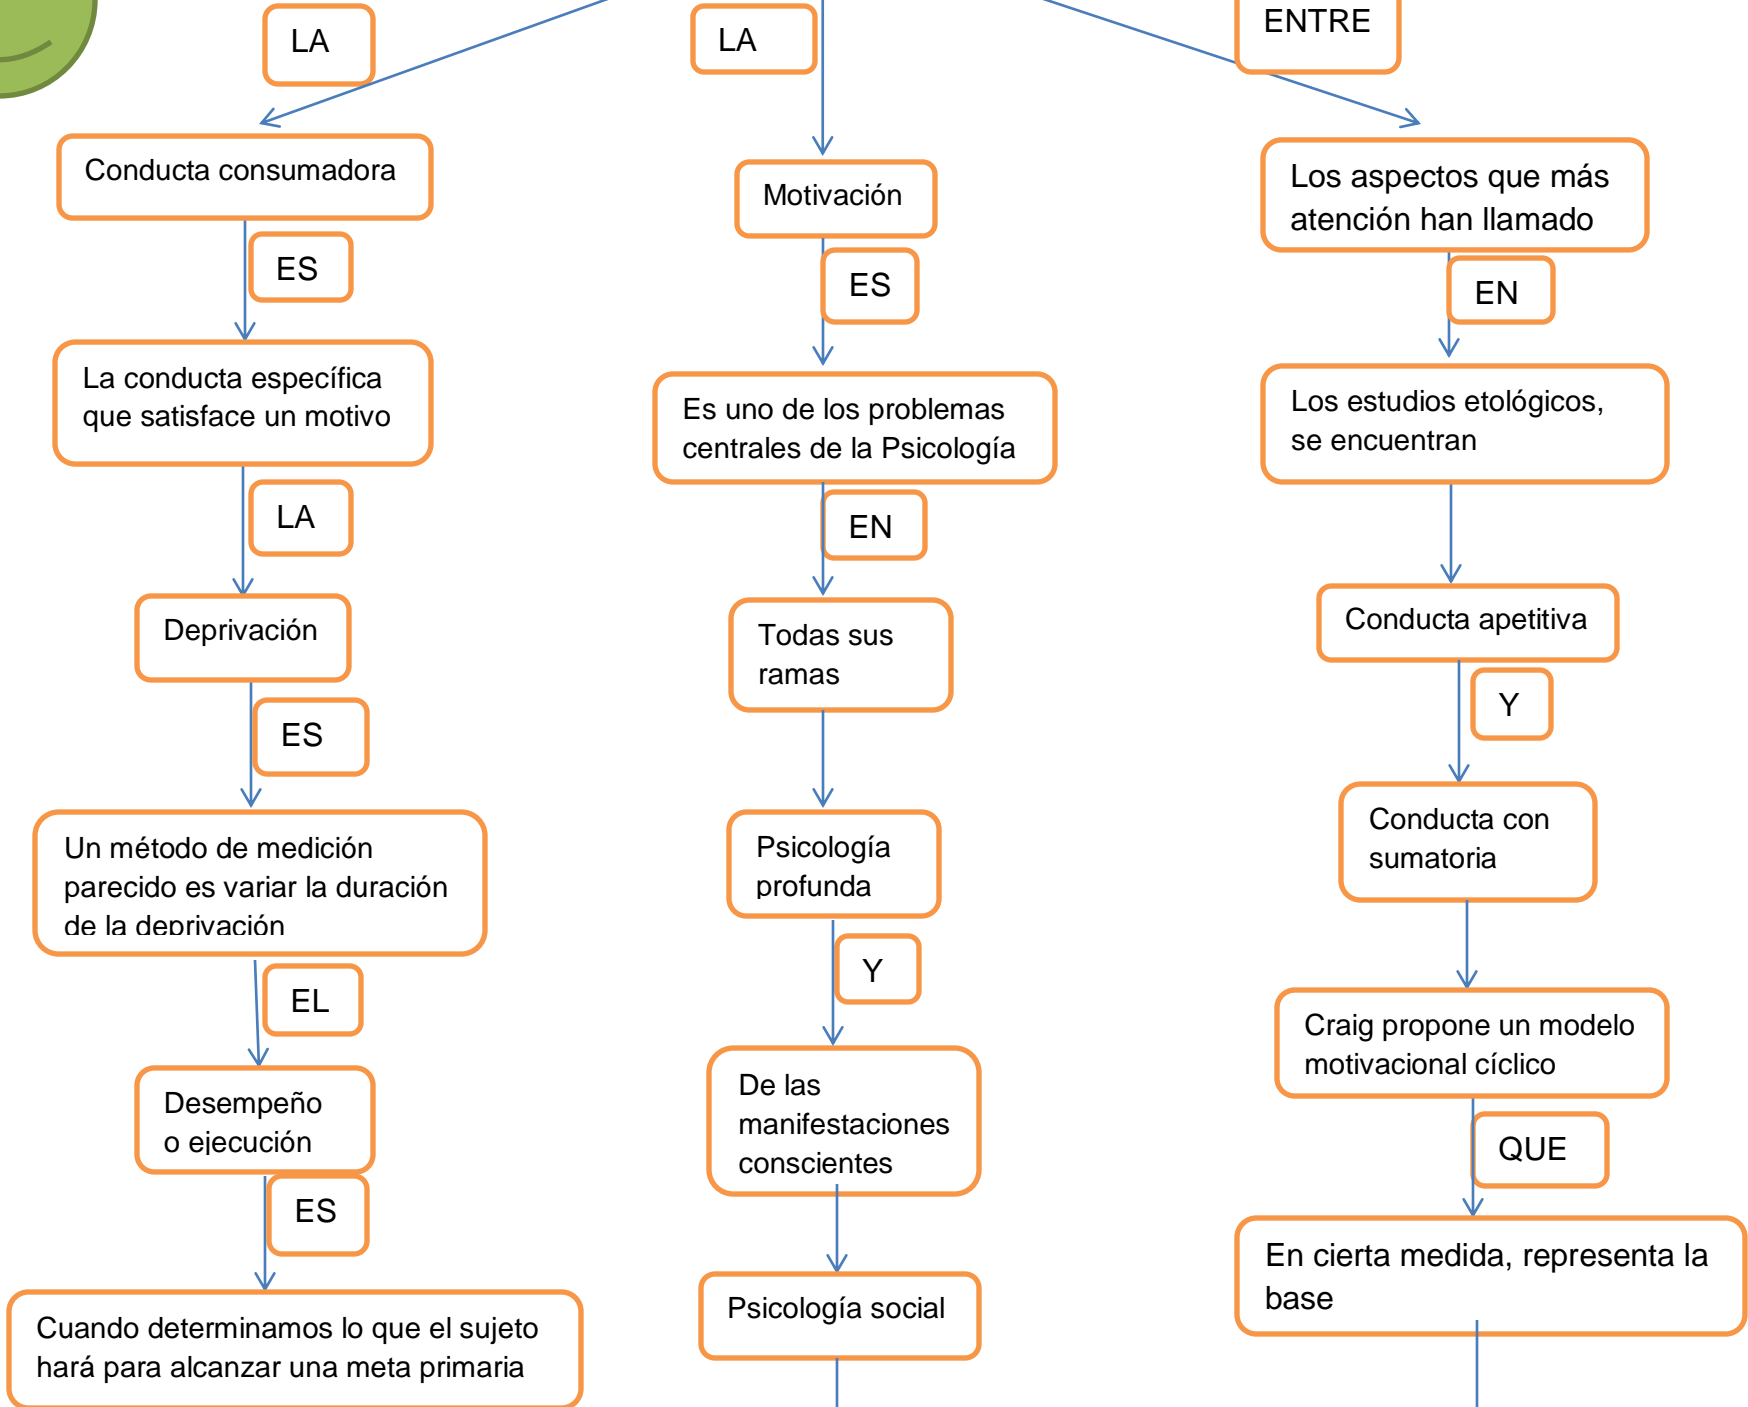 LA
Conducta consumadora
ES
La conducta específica
que satisface un motivo
LA
Deprivación
ES
Un método de medición
parecido es variar la duración
de la deprivación
EL
Desempeño
o ejecución
ES
Cuando determinamos lo que el sujeto
hará para alcanzar una meta primaria
LA
Motivación
ES
Es uno de los problemas
centrales de la Psicología
EN
Todas sus
ramas
Psicología
profunda
Y
De las
manifestaciones
conscientes
Psicología social
ENTRE
Los aspectos que más
atención han llamado
EN
Los estudios etológicos,
se encuentran
Conducta apetitiva
Y
Conducta con
sumatoria
Craig propone un modelo
motivacional cíclico
QUE
En cierta medida, representa la
base